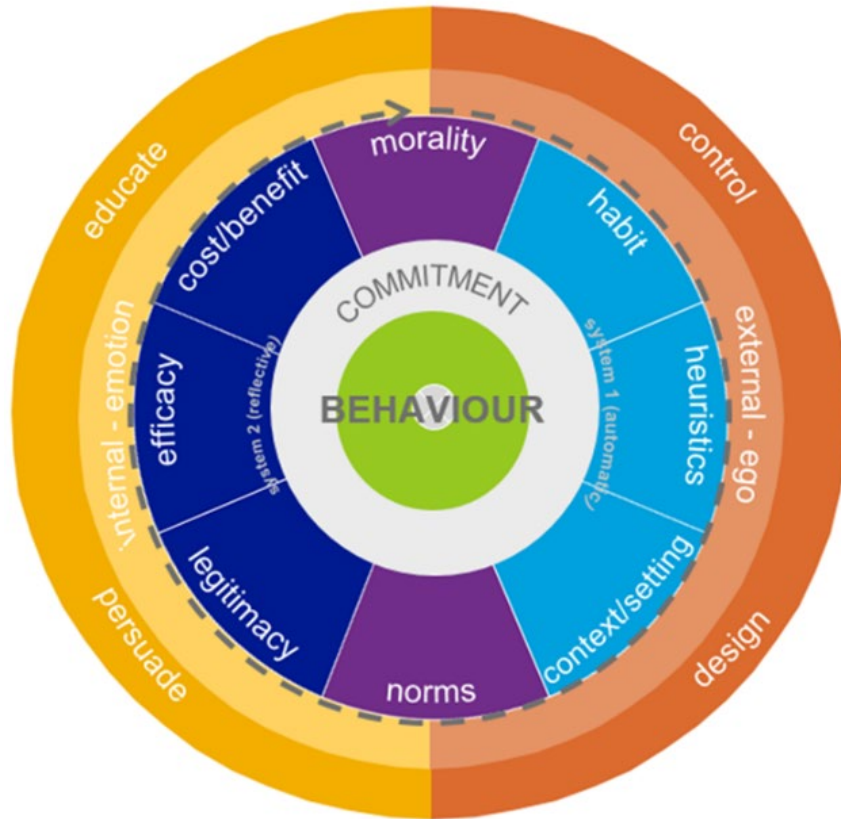 educate
control
internal - emotion
external - ego
persuade
design
morality
habit
heuristics
context/setting
norms
legitimacy
efficacy
cost/benefit
system 2 (reflective)
system 1 (automatic)
COMMITMENT
BEHAVIOUR